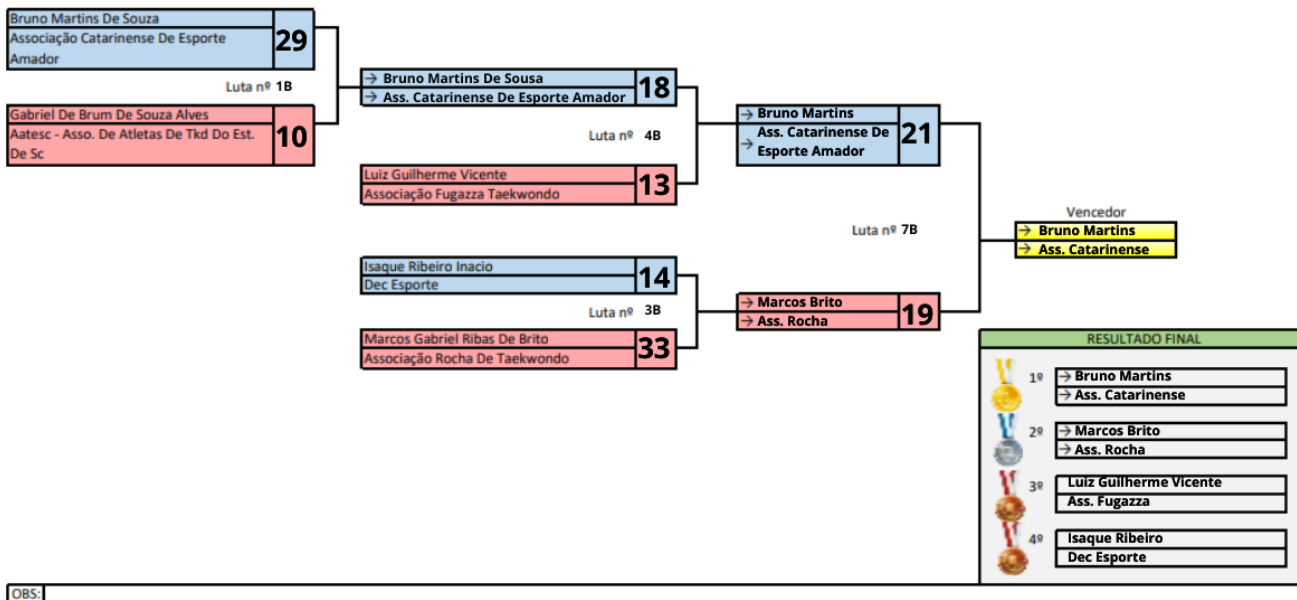 Bruno Martins De Souza
Associação Catarinense De Esporte
Amador
29
Luta nº 1B
Gabriel De Brum De Souza Alves
Aatesc - Asso. De Atletas De Tkd Do Est.
De Sc
10
→ Bruno Martins De Sousa
→ Ass. Catarinense De Esporte Amador
18
Luta nº 4B
Luiz Guilherme Vicente
Associação Fugazza Taekwondo
13
Isaque Ribeiro Inacio
Dec Esporte
14
Luta nº 3B
Marcos Gabriel Ribas De Brito
Associação Rocha De Taekwondo
33
→ Bruno Martins
→ Ass. Catarinense De
Esporte Amador
21
Luta nº 7B
→ Marcos Brito
→ Ass. Rocha
19
Vencedor
→ Bruno Martins
→ Ass. Catarinense
RESULTADO FINAL
1º → Bruno Martins
→ Ass. Catarinense
2º → Marcos Brito
→ Ass. Rocha
3º Luiz Guilherme Vicente
Ass. Fugazza
4º Isaque Ribeiro
Dec Esporte
OBS: